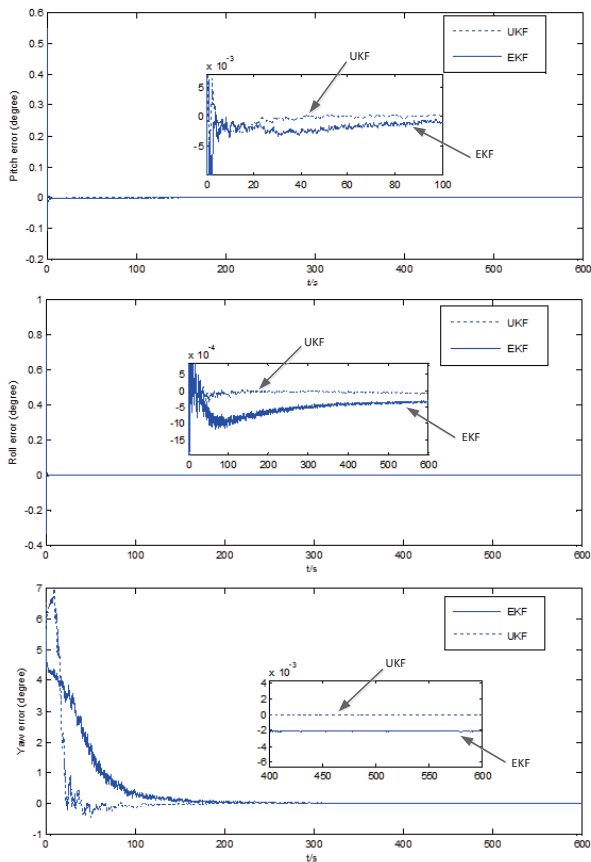 0.6
0.5
0.4
0.3
0.2
0.1
0
-0.1
-0.2
Pitch error (degree)
0 100 200 300 400 500 600
t/s
UKF
EKF
x 10⁻³
5
0
-5
0 20 40 60 80 100
UKF
EKF
1
0.8
0.6
0.4
0.2
0
-0.2
-0.4
Roll error (degree)
0 100 200 300 400 500 600
t/s
UKF
EKF
x 10⁻⁴
5
0
-5
-10
-15
0 100 200 300 400 500 600
UKF
EKF
7
6
5
4
3
2
1
0
-1
Yaw error (degree)
0 100 200 300 400 500 600
t/s
EKF
UKF
x 10⁻³
4
2
0
-2
-4
-6
400 450 500 550 600
UKF
EKF